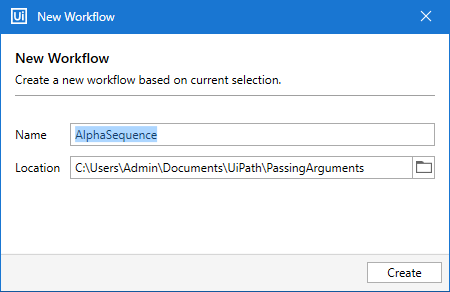 Ui New Workflow
New Workflow
Create a new workflow based on current selection.
Name AlphaSequence
Location C:\Users\Admin\Documents\UiPath\PassingArguments
Create